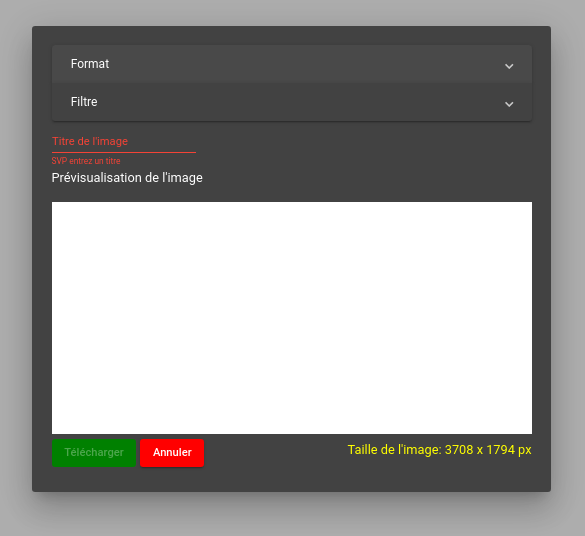 Format
Filtre
Titre de l'image
SVP entrez un titre
Prévisualisation de l'image
Télécharger
Annuler
Taille de l'image: 3708 x 1794 px